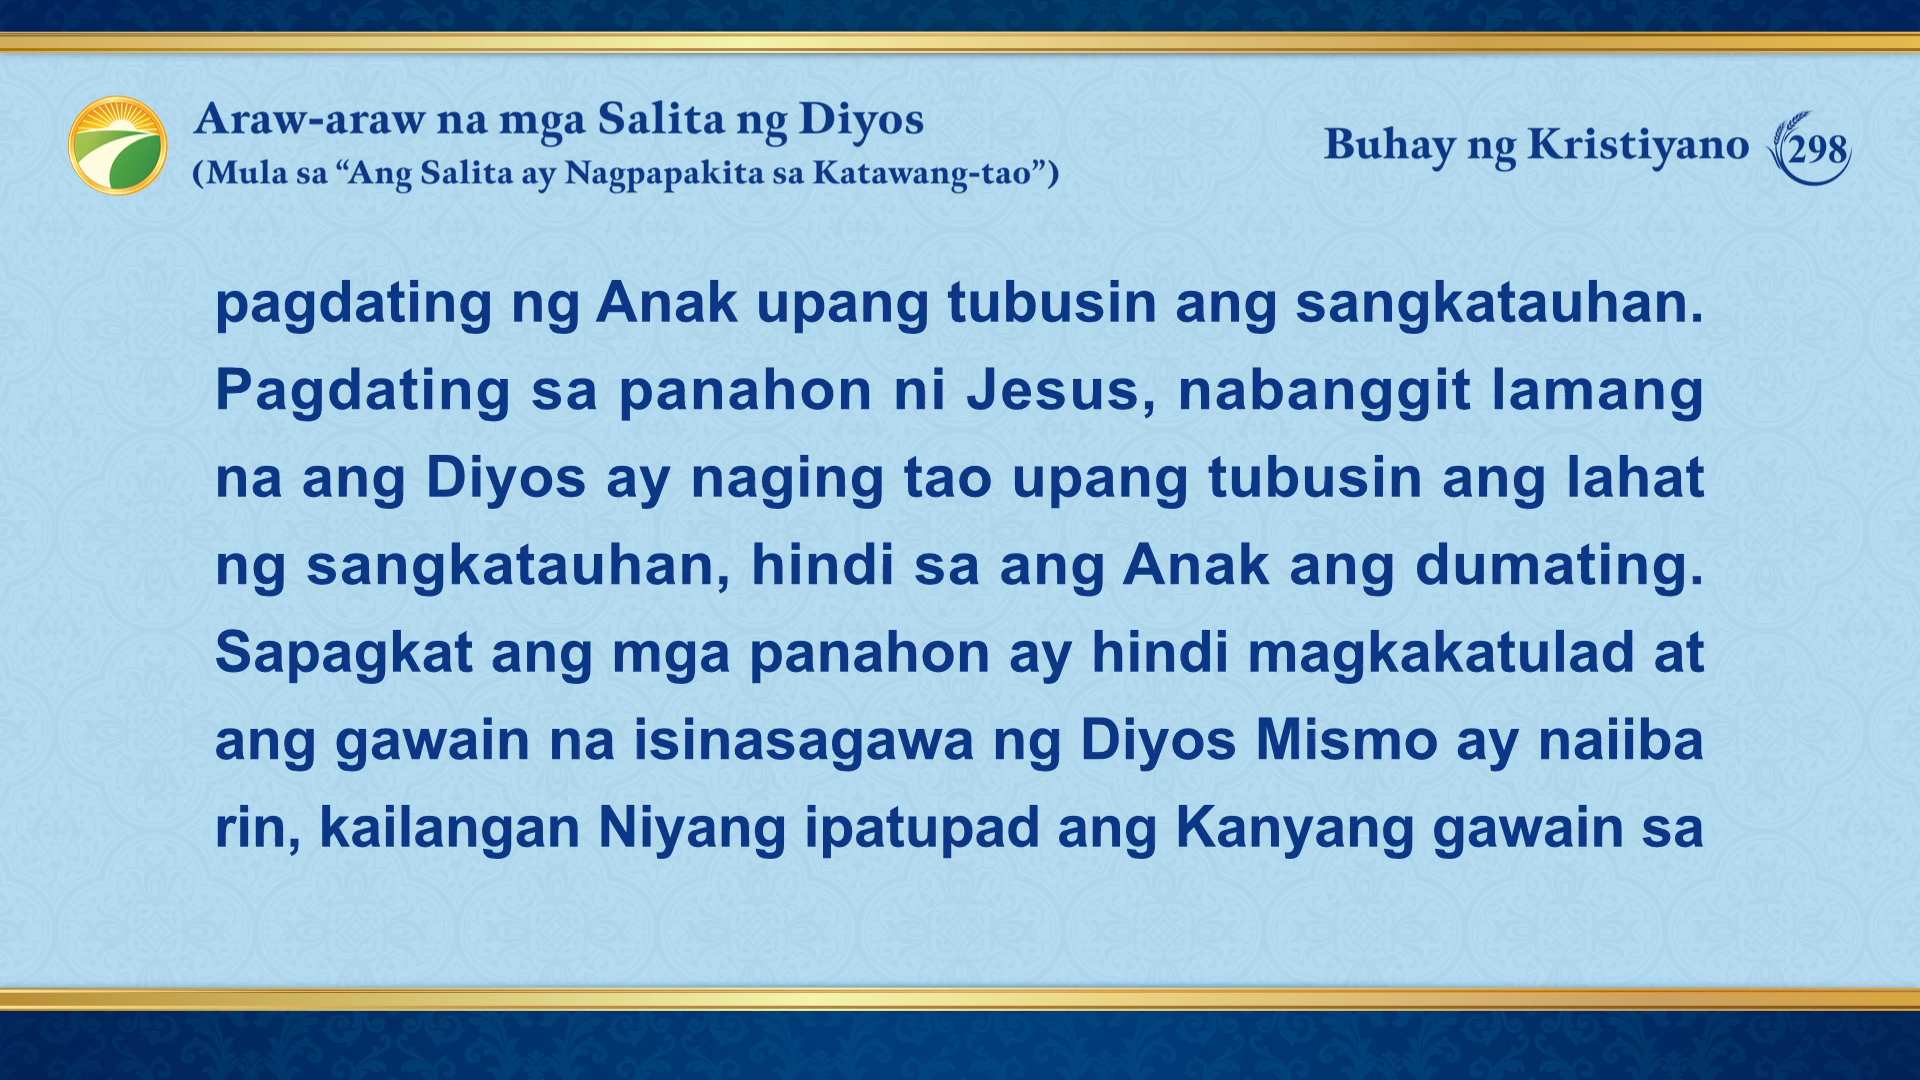 Araw-araw na mga Salita ng Diyos
(Mula sa “Ang Salita ay Nagpapakita sa Katawang-tao”)
Buhay ng Kristiyano 298
pagdating ng Anak upang tubusin ang sangkatauhan.
Pagdating sa panahon ni Jesus, nabanggit lamang
na ang Diyos ay naging tao upang tubusin ang lahat
ng sangkatauhan, hindi sa ang Anak ang dumating.
Sapagkat ang mga panahon ay hindi magkakatulad at
ang gawain na isinasagawa ng Diyos Mismo ay naiiba
rin, kailangan Niyang ipatupad ang Kanyang gawain sa